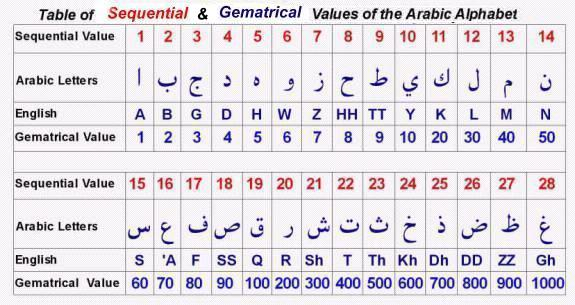 Table of Sequential & Gematrical Values of the Arabic Alphabet
Sequential Value 1 2 3 4 5 6 7 8 9 10 11 12 13 14
Arabic Letters ا ب ج د ه و ز ح ط ي ك ل م ن
English A B G D H W Z HH TT Y K L M N
Gematrical Value 1 2 3 4 5 6 7 8 9 10 20 30 40 50
Sequential Value 15 16 17 18 19 20 21 22 23 24 25 26 27 28
Arabic Letters س ع ف ص ق ر ش ت ث خ ذ ض ظ غ
English S 'A F SS Q R Sh T Th Kh Dh DD ZZ Gh
Gematrical Value 60 70 80 90 100 200 300 400 500 600 700 800 900 1000